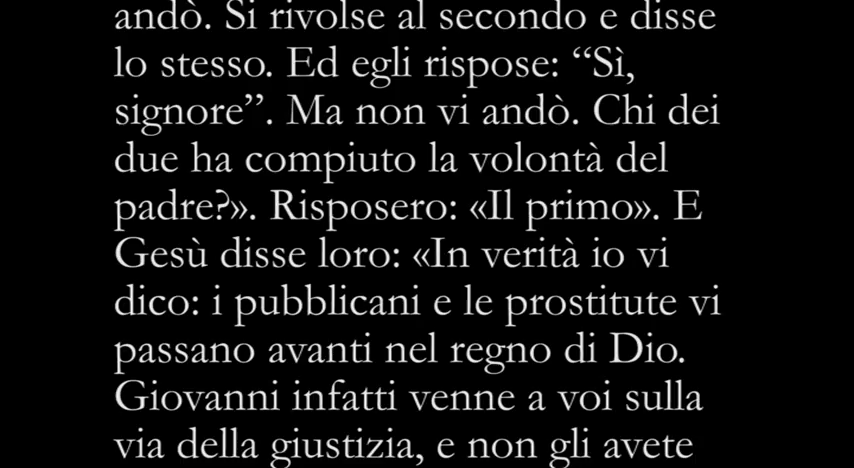 andò. Si rivolse al secondo e disse
lo stesso. Ed egli rispose: “Sì,
signore”. Ma non vi andò. Chi dei
due ha compiuto la volontà del
padre?». Risposero: «Il primo». E
Gesù disse loro: «In verità io vi
dico: i pubblicani e le prostitute vi
passano avanti nel regno di Dio.
Giovanni infatti venne a voi sulla
via della giustizia, e non gli avete